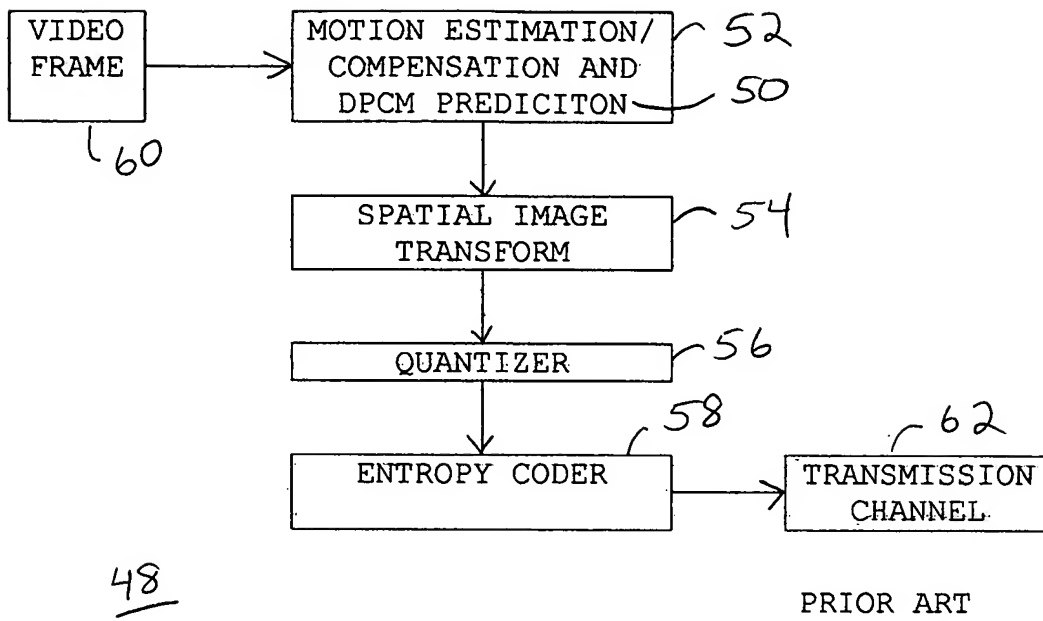 VIDEO
FRAME
60
MOTION ESTIMATION/
COMPENSATION AND
DPCM PREDICITON
52
50
SPATIAL IMAGE
TRANSFORM
54
QUANTIZER
56
ENTROPY CODER
58
TRANSMISSION
CHANNEL
62
48
PRIOR ART